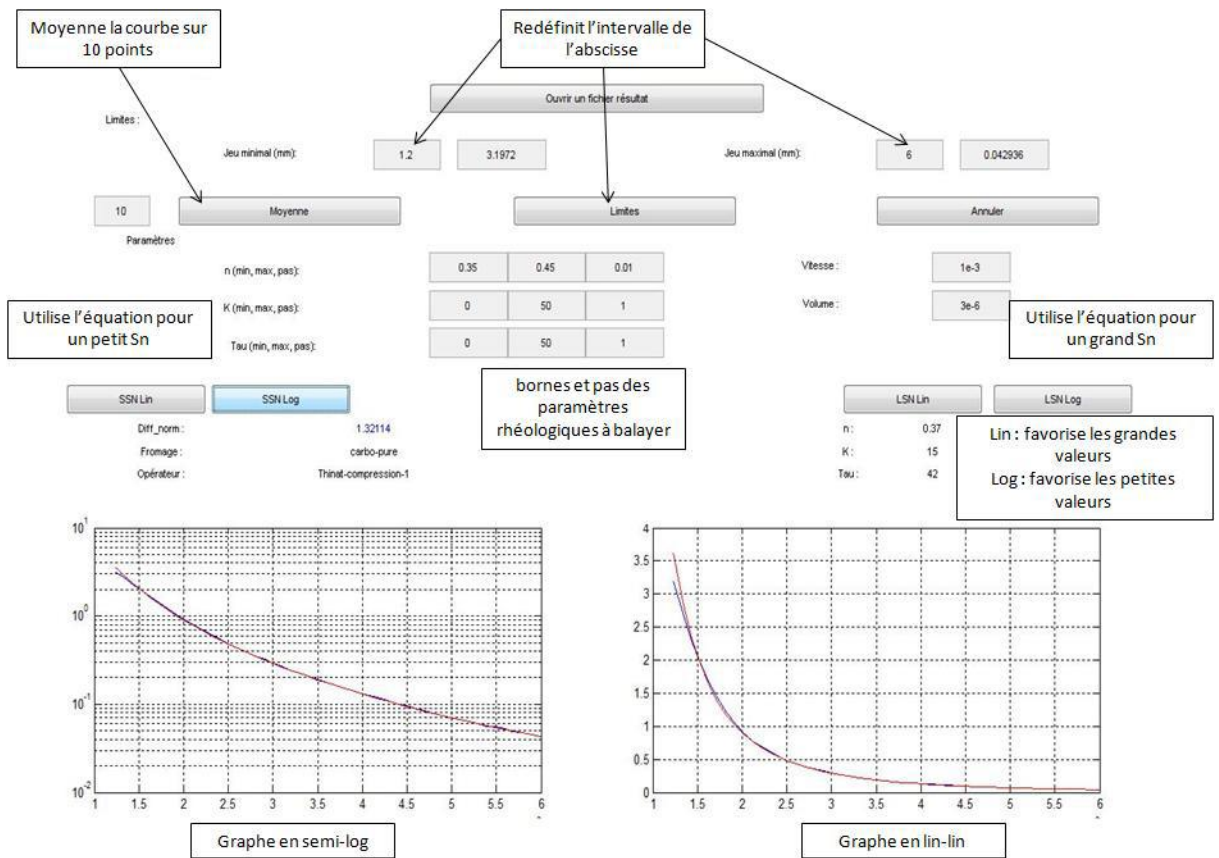 Moyenne la courbe sur
10 points
Redéfinit l'intervalle de
l'abscisse
Ouvrir un fichier résultat
Limites :
Jeu minimal (mm): 1.2 3.1972 Jeu maximal (mm): 6 0.042936
10 Moyenne Limites Annuler
Paramètres
n (min, max, pas): 0.35 0.45 0.01 Vitesse : 1e-3
K (min, max, pas): 0 50 1 Volume : 3e-6
Tau (min, max, pas): 0 50 1
Utilise l'équation pour
un petit Sn
Utilise l'équation pour
un grand Sn
bornes et pas des
paramètres
rhéologiques à balayer
SSN Lin SSN Log LSN Lin LSN Log
Diff_norm : 1.32114 n : 0.37
Fromage : carbo-pure K : 15
Opérateur : Thinat-compression-1 Tau : 42
Lin : favorise les grandes
valeurs
Log : favorise les petites
valeurs
10^1
10^0
10^-1
10^-2
1 1.5 2 2.5 3 3.5 4 4.5 5 5.5 6
Graphe en semi-log
4
3.5
3
2.5
2
1.5
1
0.5
0
1 1.5 2 2.5 3 3.5 4 4.5 5 5.5 6
Graphe en lin-lin